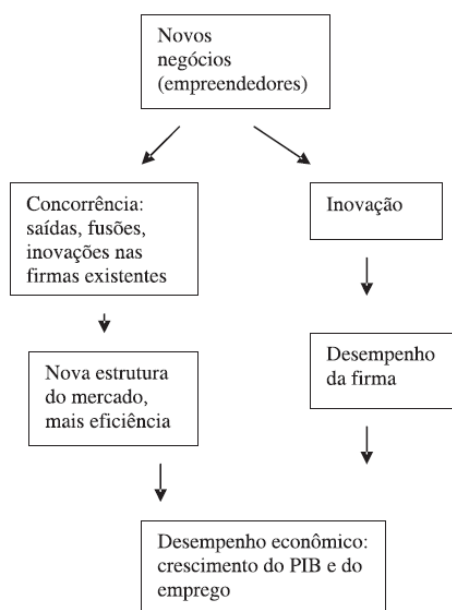 Novos
negócios
(empreendedores)
Concorrência:
saídas, fusões,
inovações nas
firmas existentes
Inovação
Nova estrutura
do mercado,
mais eficiência
Desempenho
da firma
Desempenho econômico:
crescimento do PIB e do
emprego